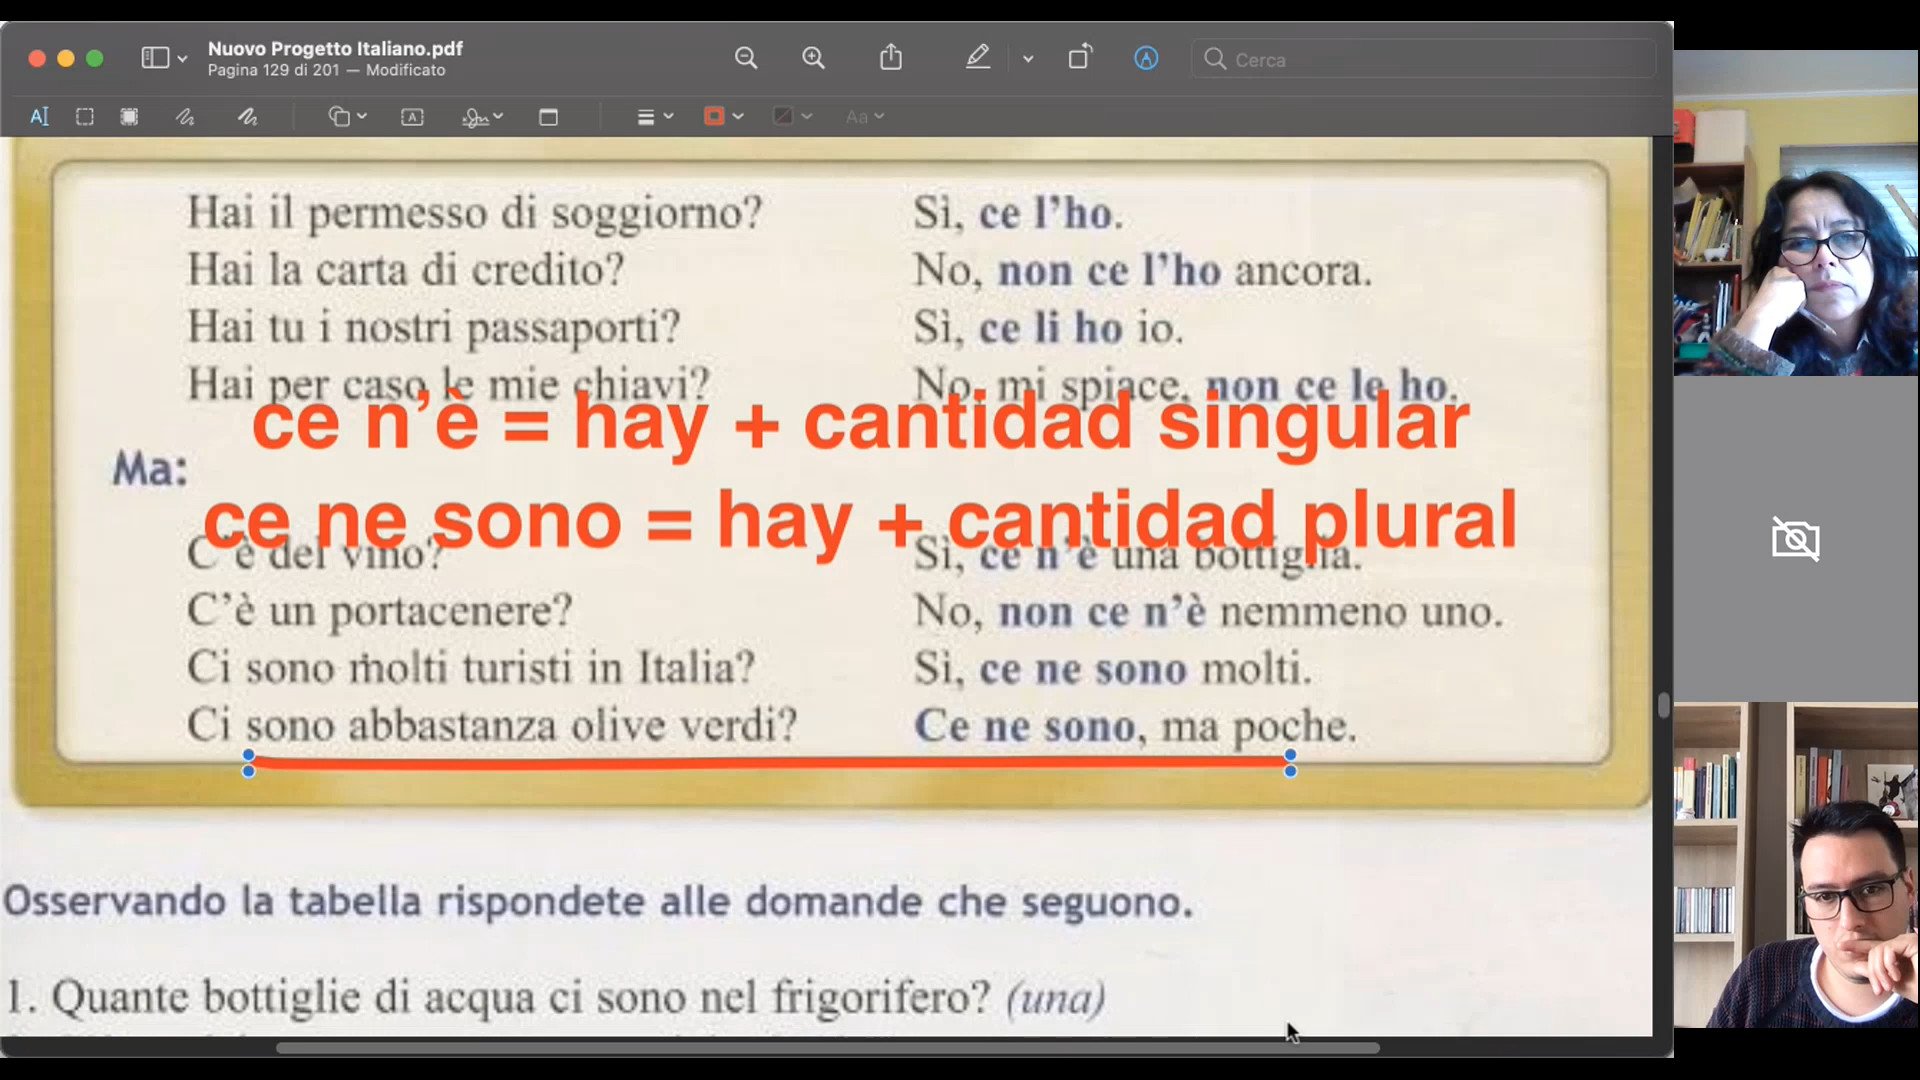 Nuovo Progetto Italiano.pdf
Pagina 129 di 201 — Modificato
Cerca
Hai il permesso di soggiorno? Sì, ce l'ho.
Hai la carta di credito? No, non ce l'ho ancora.
Hai tu i nostri passaporti? Sì, ce li ho io.
Hai per caso le mie chiavi? No, mi spiace, non ce le ho.
ce n'è = hay + cantidad singular
Ma:
ce ne sono = hay + cantidad plural
C'è del vino? Sì, ce n'è una bottiglia.
C'è un portacenere? No, non ce n'è nemmeno uno.
Ci sono molti turisti in Italia? Sì, ce ne sono molti.
Ci sono abbastanza olive verdi? Ce ne sono, ma poche.
Osservando la tabella rispondete alle domande che seguono.
1. Quante bottiglie di acqua ci sono nel frigorifero? (una)